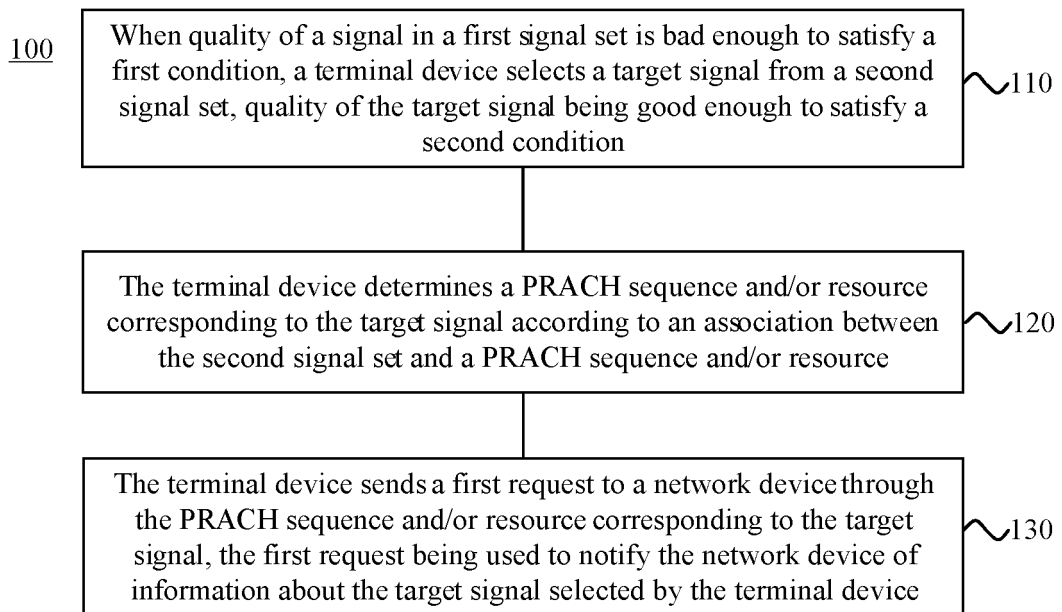 100
When quality of a signal in a first signal set is bad enough to satisfy a
first condition, a terminal device selects a target signal from a second
signal set, quality of the target signal being good enough to satisfy a
second condition
110
The terminal device determines a PRACH sequence and/or resource
corresponding to the target signal according to an association between
the second signal set and a PRACH sequence and/or resource
120
The terminal device sends a first request to a network device through
the PRACH sequence and/or resource corresponding to the target
signal, the first request being used to notify the network device of
information about the target signal selected by the terminal device
130